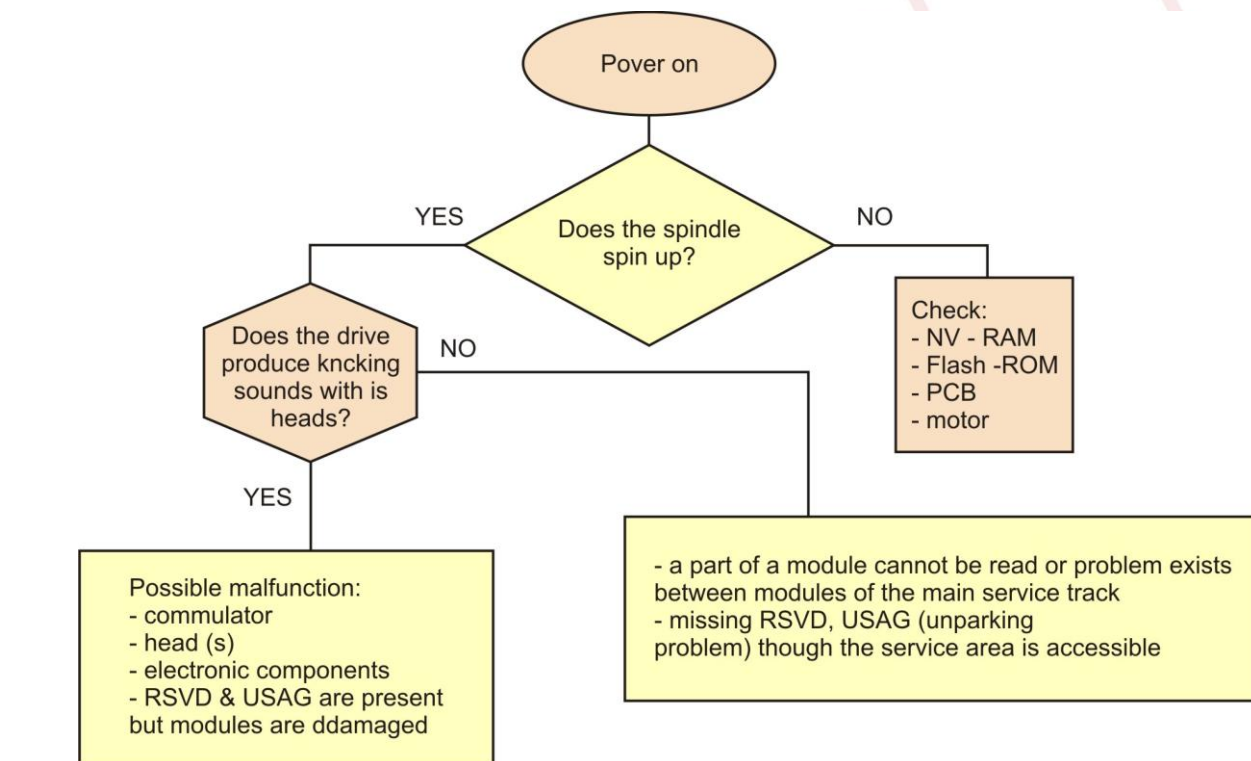 Pover on
YES
NO
Does the spindle
spin up?
Check:
- NV - RAM
- Flash -ROM
- PCB
- motor
Does the drive
produce kncking
sounds with is
heads?
NO
YES
Possible malfunction:
- commulator
- head (s)
- electronic components
- RSVD & USAG are present
but modules are ddamaged
- a part of a module cannot be read or problem exists
between modules of the main service track
- missing RSVD, USAG (unparking
problem) though the service area is accessible